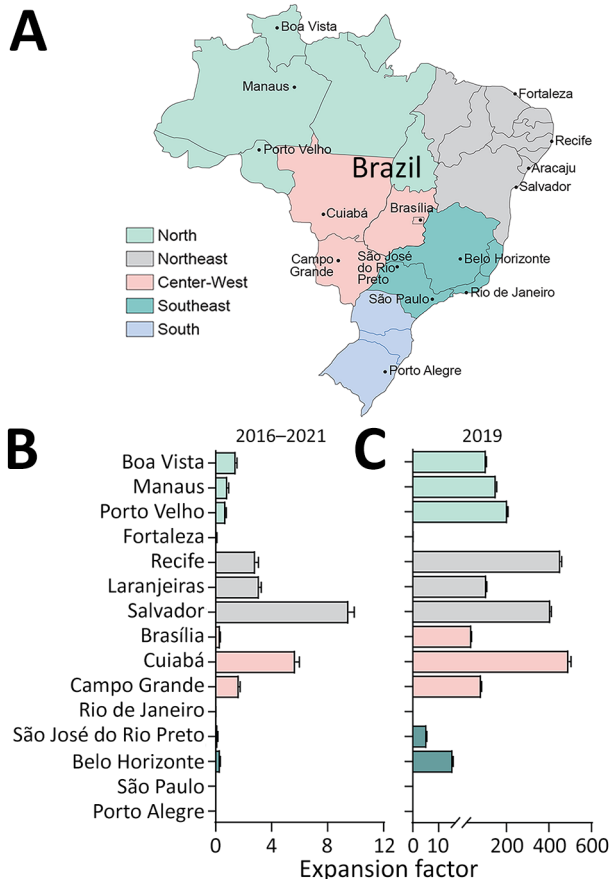 A
Boa Vista
Manaus
Fortaleza
Porto Velho
Recife
Brazil
Aracaju
Salvador
Brasília
Cuiabá
North
Northeast
Center-West
Southeast
South
Campo
Grande
São José
do Rio
Preto
Belo Horizonte
São Paulo
Rio de Janeiro
Porto Alegre
B
2016–2021
C
2019
Boa Vista
Manaus
Porto Velho
Fortaleza
Recife
Laranjeiras
Salvador
Brasília
Cuiabá
Campo Grande
Rio de Janeiro
São José do Rio Preto
Belo Horizonte
São Paulo
Porto Alegre
0 4 8 12
0 10 200 400 600
Expansion factor